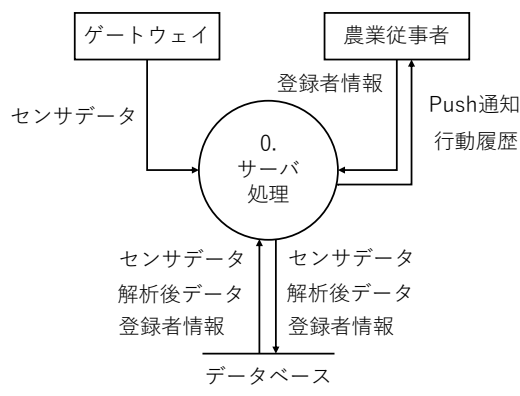 ゲートウェイ
農業従事者
登録者情報
センサデータ
Push通知
行動履歴
0.
サーバ
処理
センサデータ
解析後データ
登録者情報
センサデータ
解析後データ
登録者情報
データベース